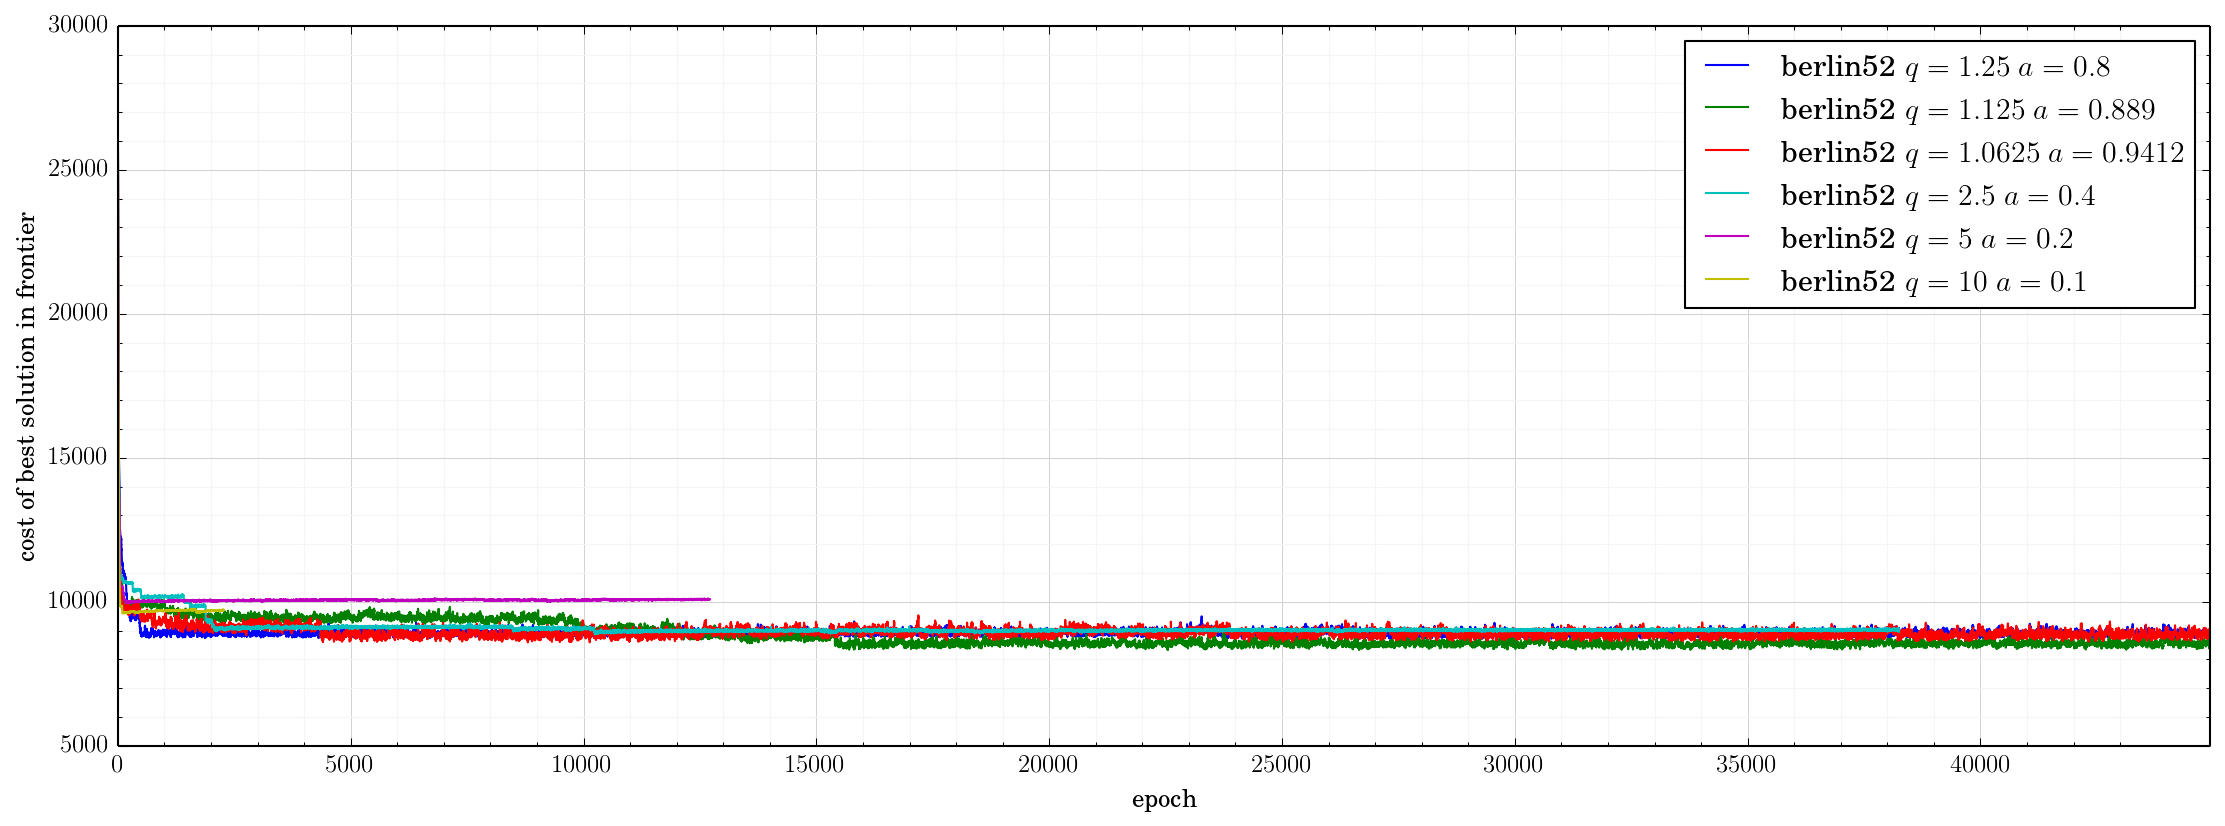 30000
25000
20000
15000
10000
5000
cost of best solution in frontier
berlin52 q = 1.25 a = 0.8
berlin52 q = 1.125 a = 0.889
berlin52 q = 1.0625 a = 0.9412
berlin52 q = 2.5 a = 0.4
berlin52 q = 5 a = 0.2
berlin52 q = 10 a = 0.1
0 5000 10000 15000 20000 25000 30000 35000 40000
epoch